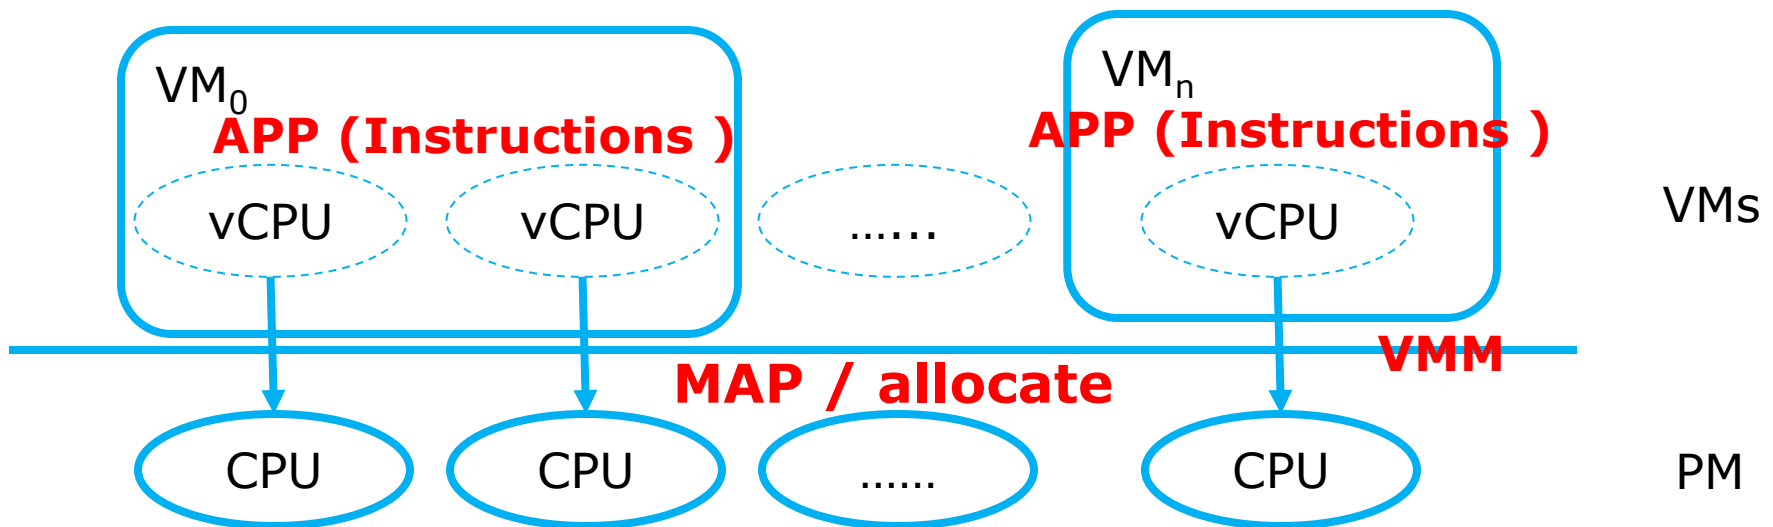 VM0
VMn
APP (Instructions )
APP (Instructions )
vCPU
vCPU
……
vCPU
VMs
VMM
MAP / allocate
CPU
CPU
……
CPU
PM